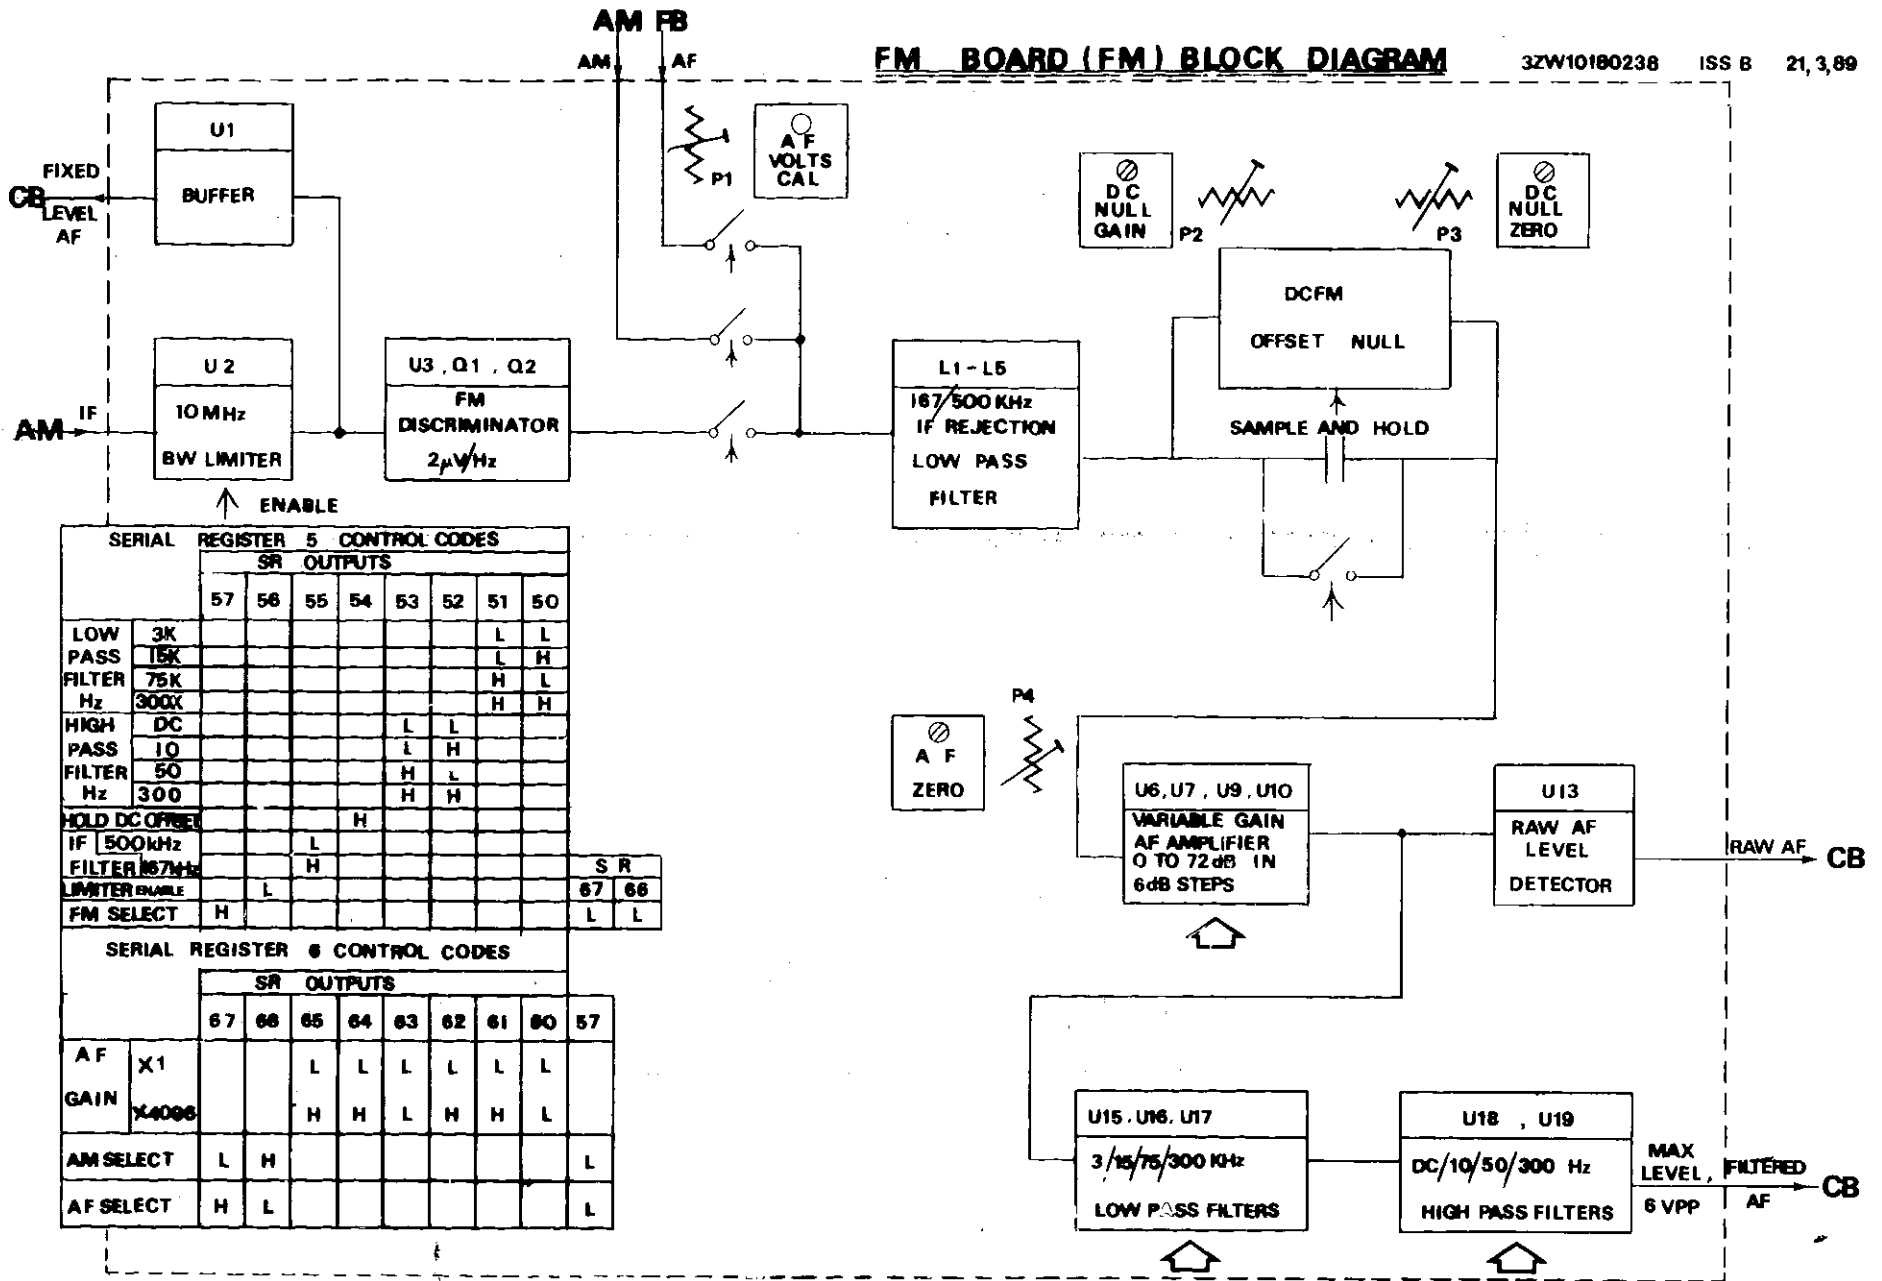 AM FB
FM BOARD (FM) BLOCK DIAGRAM
3ZW10180238 ISS B 21,3,89
AM
AF
U1
BUFFER
FIXED
CB
LEVEL
AF
P1
AF
VOLTS
CAL
DC
NULL
GAIN
P2
P3
DC
NULL
ZERO
DCFM
OFFSET NULL
SAMPLE AND HOLD
AM IF
U2
10MHz
BW LIMITER
ENABLE
U3, Q1, Q2
FM
DISCRIMINATOR
2μV/Hz
L1-L5
167/500KHz
IF REJECTION
LOW PASS
FILTER
SERIAL REGISTER 5 CONTROL CODES
SR OUTPUTS
57 56 55 54 53 52 51 50
LOW PASS FILTER Hz
3K L L
15K L H
75K H L
300K H H
HIGH PASS FILTER Hz
DC L L
10 L H
50 H L
300 H H
HOLD DC OFFSET H
IF FILTER
500kHz L
167kHz H
SR
67 66
LIMITER ENABLE L
FM SELECT H L L
SERIAL REGISTER 6 CONTROL CODES
SR OUTPUTS
67 66 65 64 63 62 61 60 57
AF GAIN
X1 L L L L L L
X4096 H H L H H L
AM SELECT L H L
AF SELECT H L L
AF
ZERO
P4
U6,U7, U9,U10
VARIABLE GAIN
AF AMPLIFIER
0 TO 72dB IN
6dB STEPS
U13
RAW AF
LEVEL
DETECTOR
RAW AF CB
U15.U16.U17
3/15/75/300 KHz
LOW PASS FILTERS
U18 , U19
DC/10/50/300 Hz
HIGH PASS FILTERS
MAX
LEVEL,
6 VPP
FILTERED
AF
CB